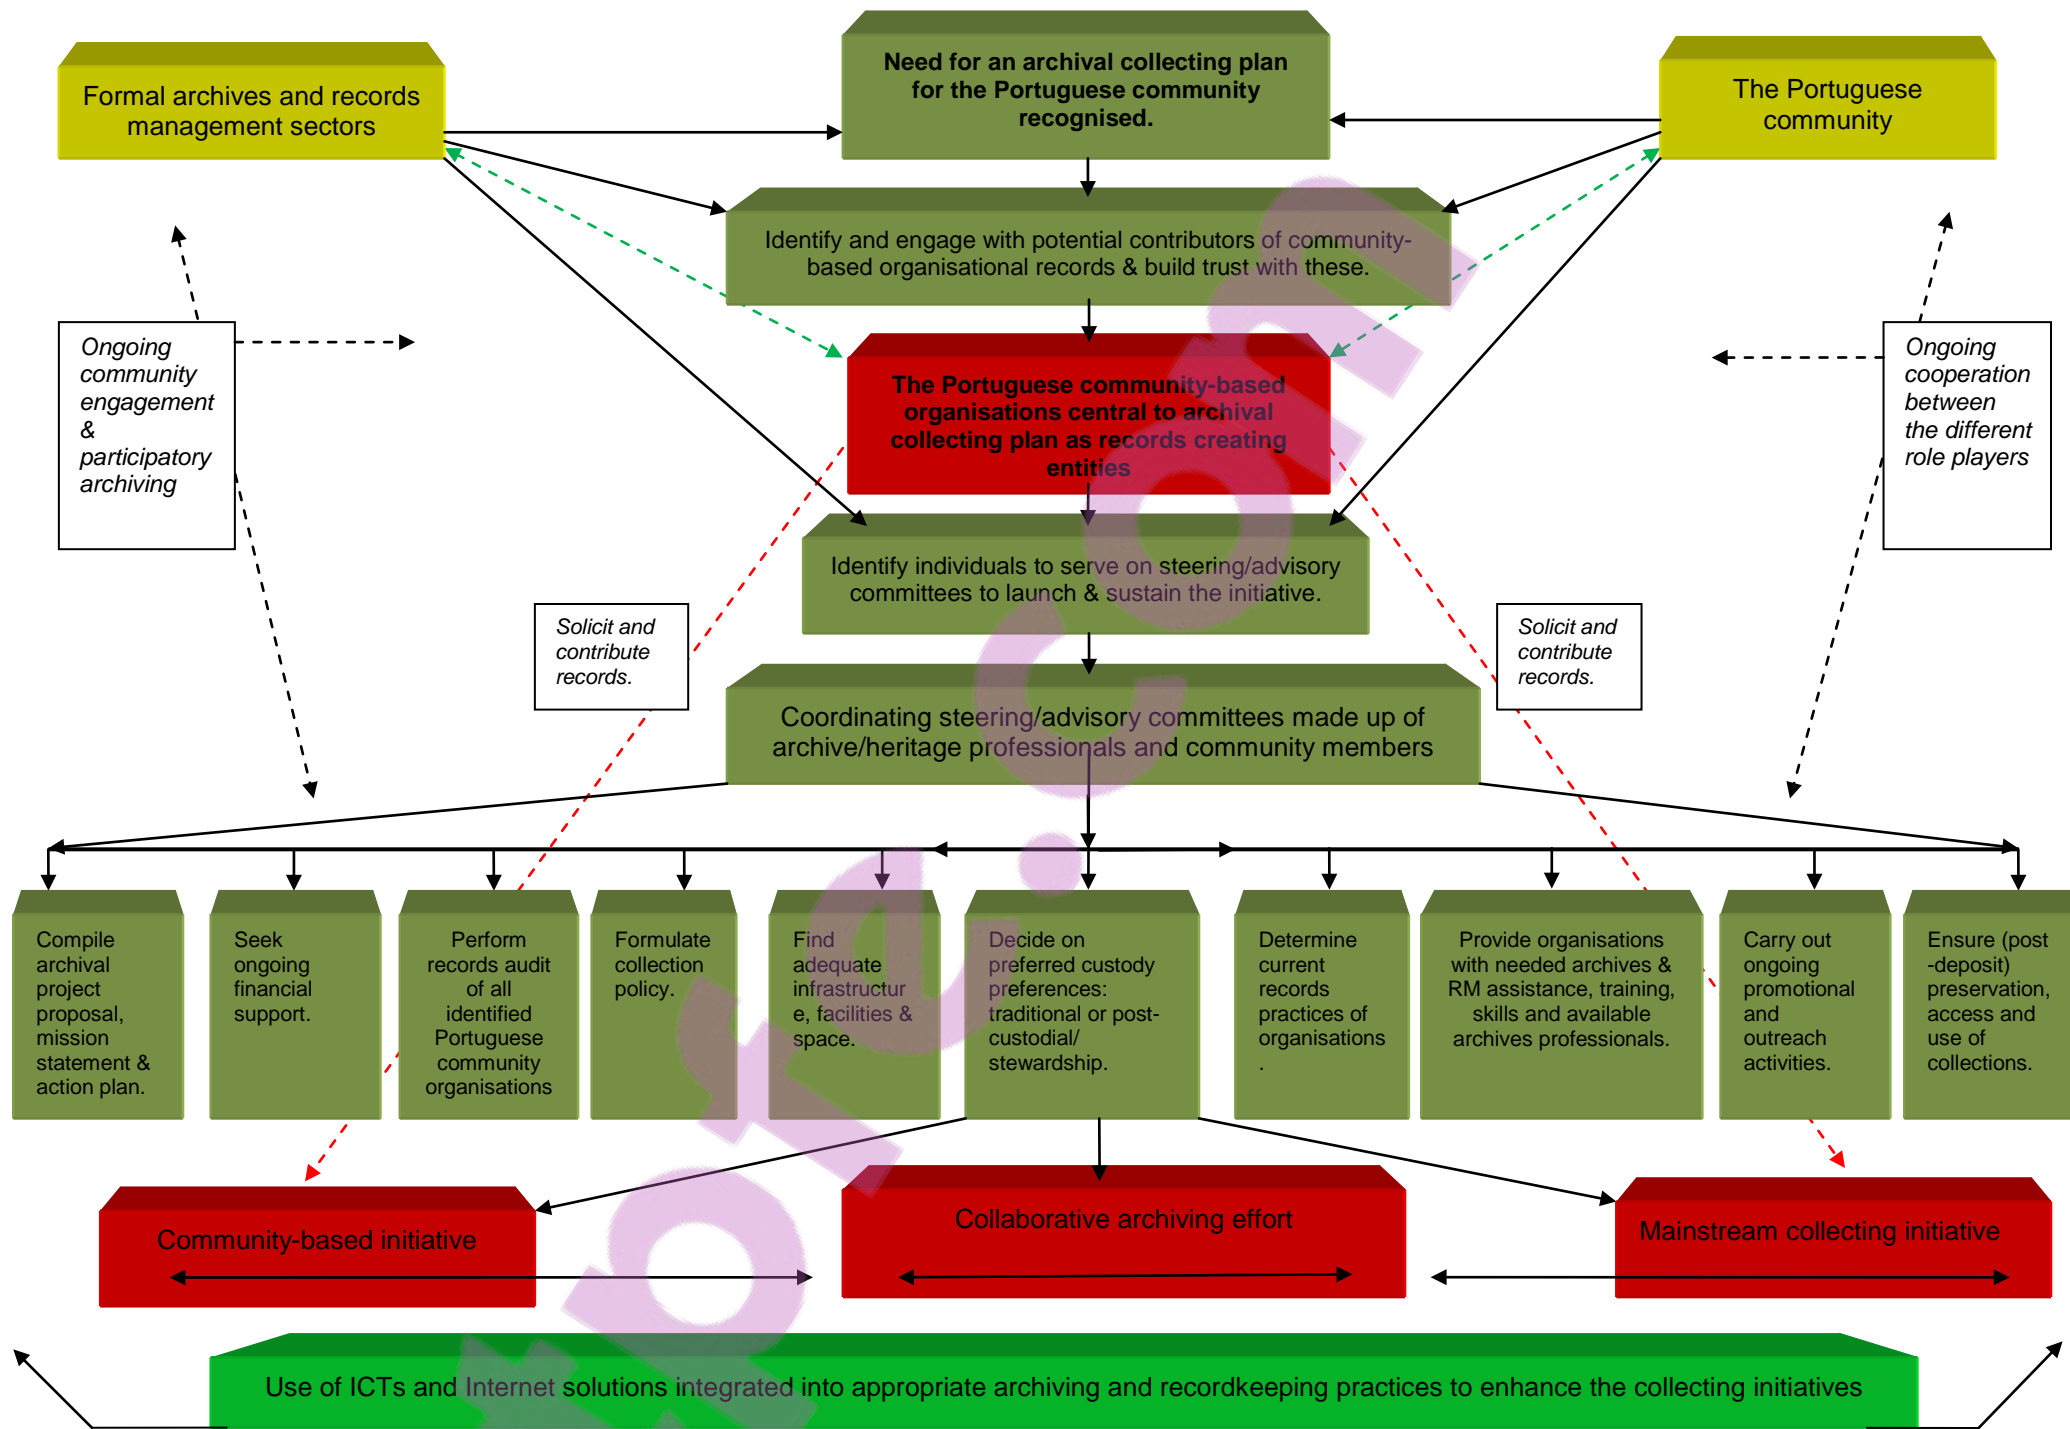 Need for an archival collecting plan
for the Portuguese community
recognised.
Formal archives and records
management sectors
The Portuguese
community
Identify and engage with potential contributors of community-
based organisational records & build trust with these.
Ongoing
community
engagement
&
participatory
archiving
The Portuguese community-based
organisations central to archival
collecting plan as records creating
entities
Ongoing
cooperation
between
the different
role players
Identify individuals to serve on steering/advisory
committees to launch & sustain the initiative.
Solicit and
contribute
records.
Solicit and
contribute
records.
Coordinating steering/advisory committees made up of
archive/heritage professionals and community members
Compile
archival
project
proposal,
mission
statement &
action plan.
Seek
ongoing
financial
support.
Perform
records audit
of all
identified
Portuguese
community
organisations
Formulate
collection
policy.
Find
adequate
infrastructur
e, facilities &
space.
Decide on
preferred custody
preferences:
traditional or post-
custodial/
stewardship.
Determine
current
records
practices of
organisations
.
Provide organisations
with needed archives &
RM assistance, training,
skills and available
archives professionals.
Carry out
ongoing
promotional
and
outreach
activities.
Ensure (post
-deposit)
preservation,
access and
use of
collections.
Community-based initiative
Collaborative archiving effort
Mainstream collecting initiative
Use of ICTs and Internet solutions integrated into appropriate archiving and recordkeeping practices to enhance the collecting initiatives